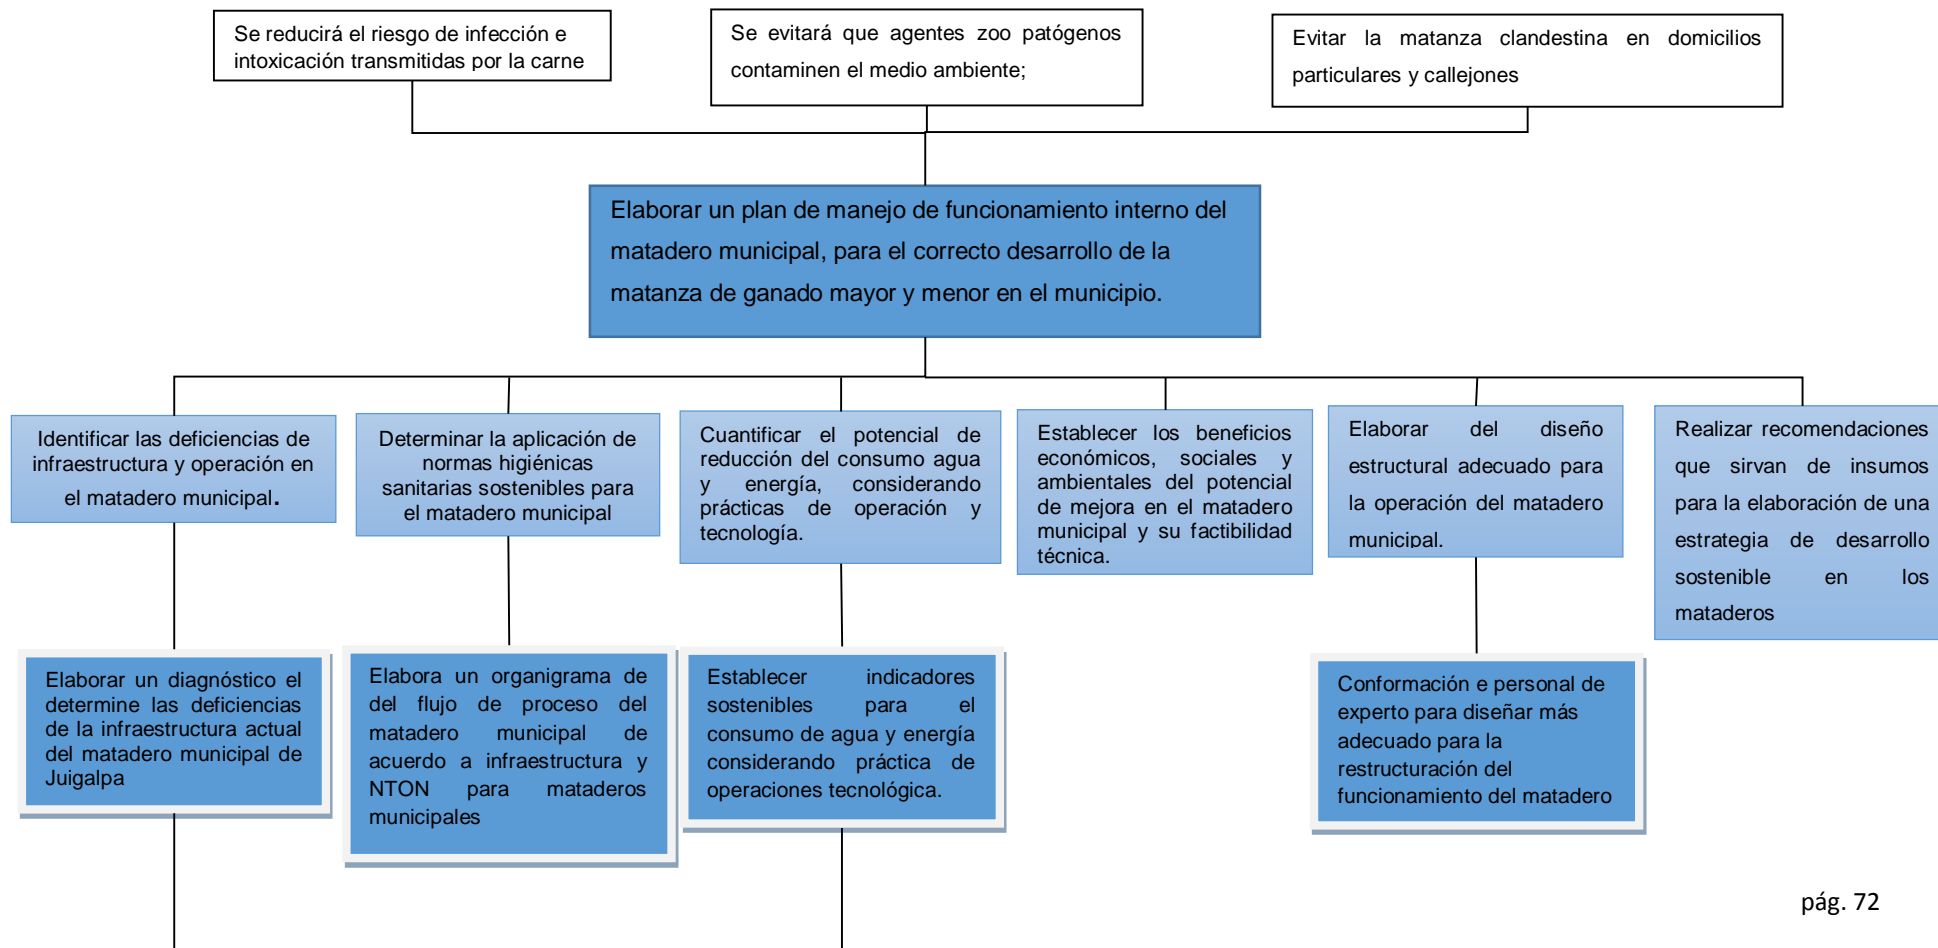 Se reducirá el riesgo de infección e
intoxicación transmitidas por la carne
Se evitará que agentes zoo patógenos
contaminen el medio ambiente;
Evitar la matanza clandestina en domicilios
particulares y callejones
Elaborar un plan de manejo de funcionamiento interno del
matadero municipal, para el correcto desarrollo de la
matanza de ganado mayor y menor en el municipio.
Identificar las deficiencias de
infraestructura y operación en
el matadero municipal.
Determinar la aplicación de
normas higiénicas
sanitarias sostenibles para
el matadero municipal
Cuantificar el potencial de
reducción del consumo agua
y energía, considerando
prácticas de operación y
tecnología.
Establecer los beneficios
económicos, sociales y
ambientales del potencial
de mejora en el matadero
municipal y su factibilidad
técnica.
Elaborar del diseño
estructural adecuado para
la operación del matadero
municipal.
Realizar recomendaciones
que sirvan de insumos
para la elaboración de una
estrategia de desarrollo
sostenible en los
mataderos
Elaborar un diagnóstico el
determine las deficiencias
de la infraestructura actual
del matadero municipal de
Juigalpa
Elabora un organigrama de
del flujo de proceso del
matadero municipal de
acuerdo a infraestructura y
NTON para mataderos
municipales
Establecer indicadores
sostenibles para el
consumo de agua y energía
considerando práctica de
operaciones tecnológica.
Conformación e personal de
experto para diseñar más
adecuado para la
restructuración del
funcionamiento del matadero
pág. 72